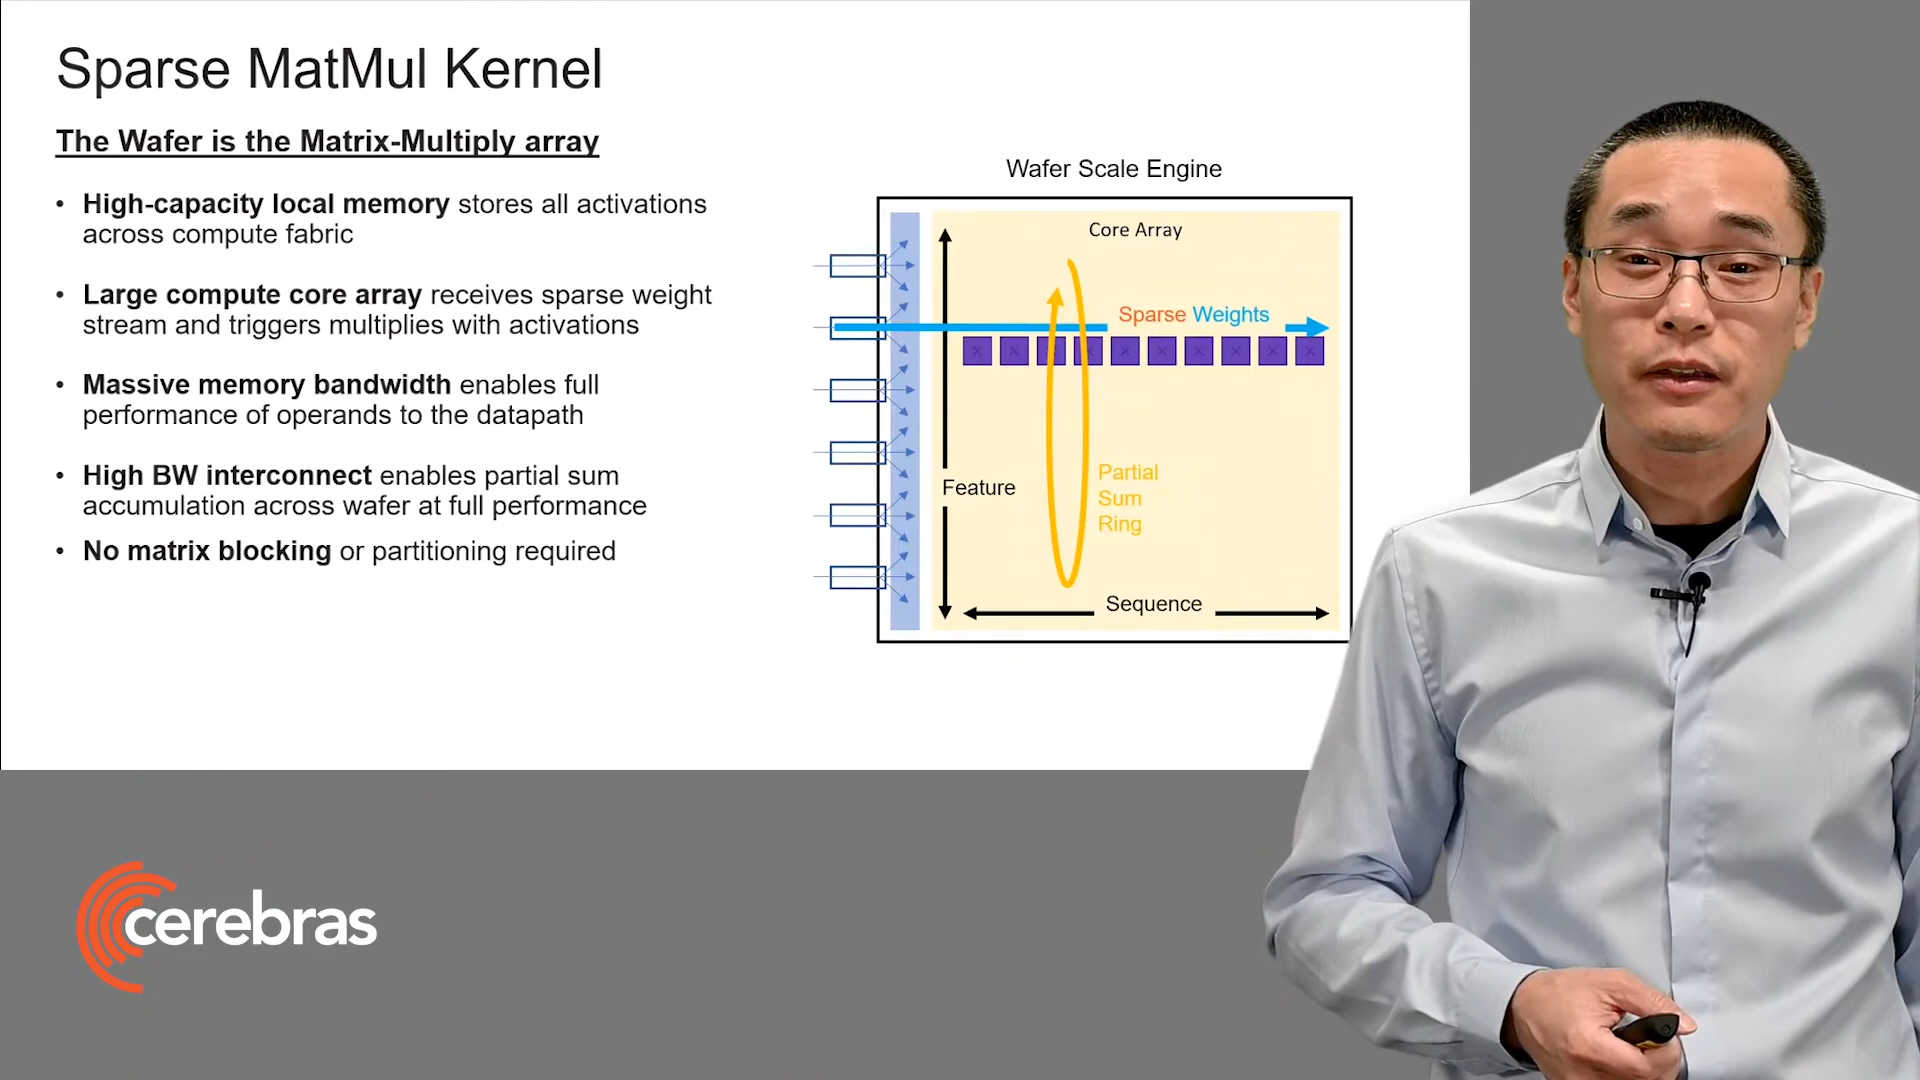 Sparse MatMul Kernel
The Wafer is the Matrix-Multiply array
• High-capacity local memory stores all activations
across compute fabric
• Large compute core array receives sparse weight
stream and triggers multiplies with activations
• Massive memory bandwidth enables full
performance of operands to the datapath
• High BW interconnect enables partial sum
accumulation across wafer at full performance
• No matrix blocking or partitioning required
Wafer Scale Engine
Core Array
Sparse Weights
Feature
Partial
Sum
Ring
Sequence
cerebras